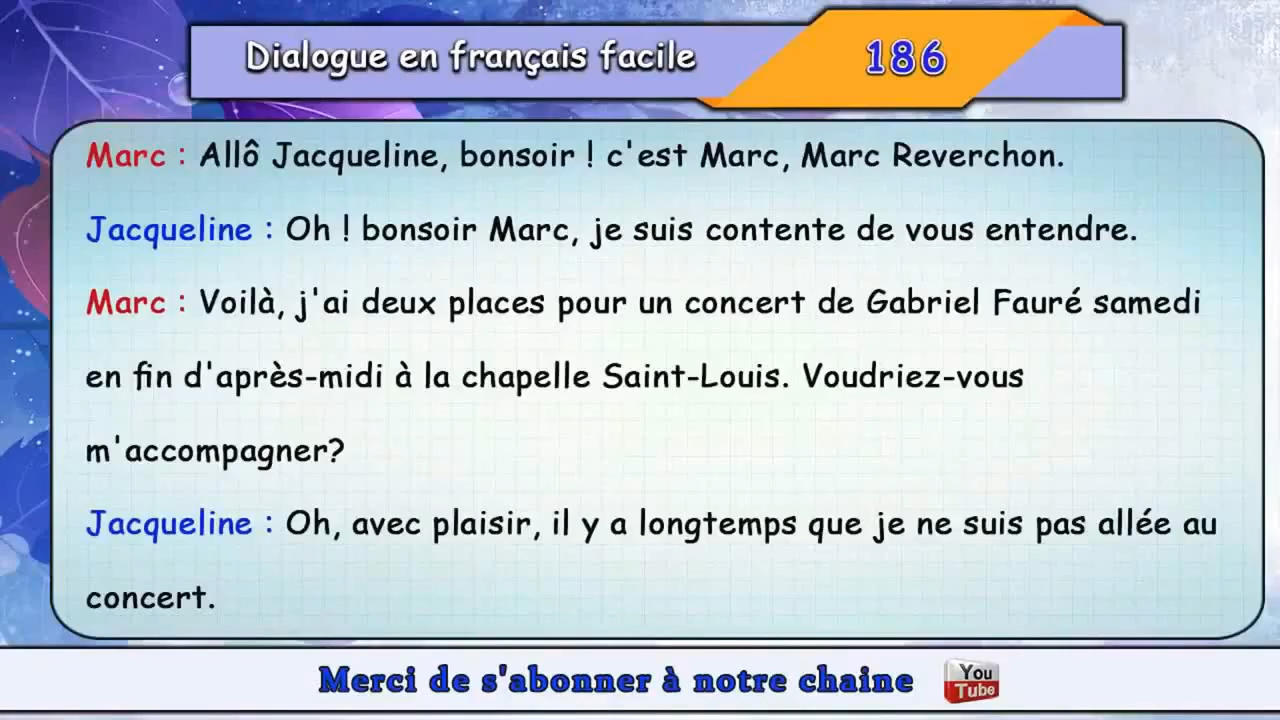 Dialogue en français facile
186
Marc : Allô Jacqueline, bonsoir ! c'est Marc, Marc Reverchon.
Jacqueline : Oh ! bonsoir Marc, je suis contente de vous entendre.
Marc : Voilà, j'ai deux places pour un concert de Gabriel Fauré samedi
en fin d'après-midi à la chapelle Saint-Louis. Voudriez-vous
m'accompagner?
Jacqueline : Oh, avec plaisir, il y a longtemps que je ne suis pas allée au
concert.
Merci de s'abonner à notre chaine
You
Tube